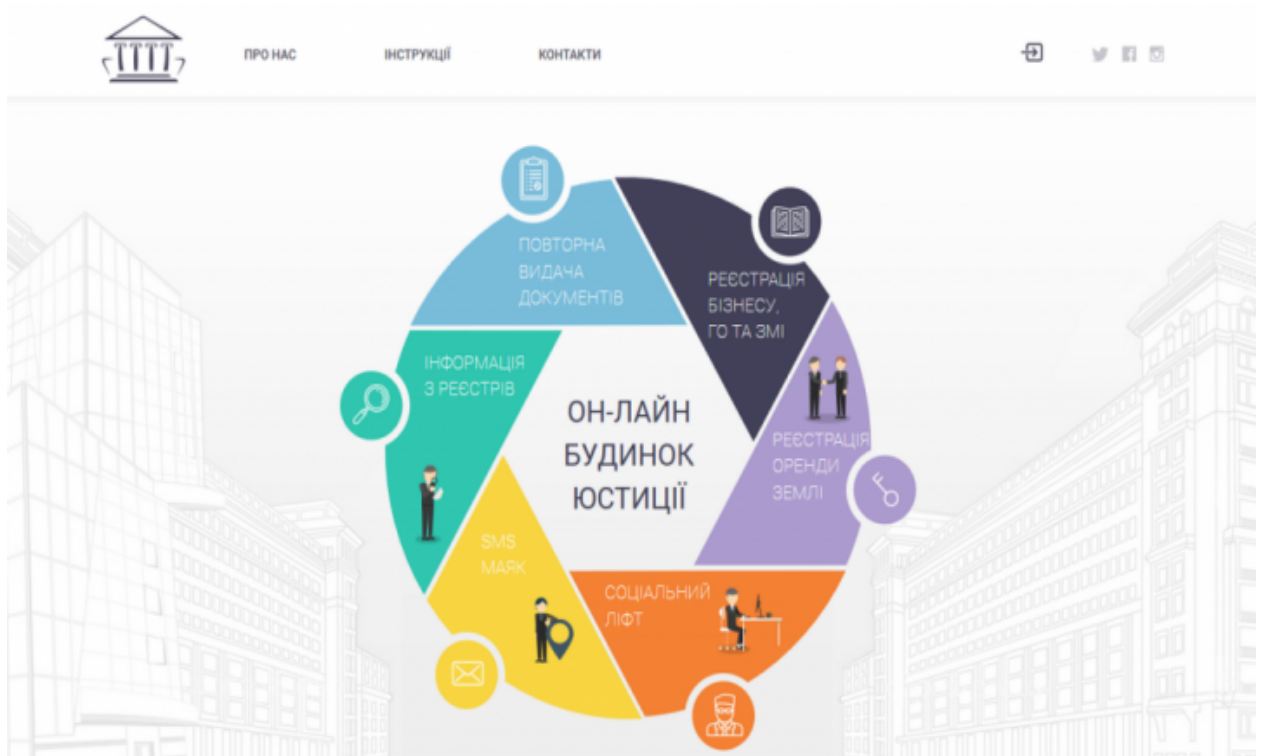 ПРО НАС
ІНСТРУКЦІЇ
КОНТАКТИ
ПОВТОРНА
ВИДАЧА
ДОКУМЕНТІВ
РЕЄСТРАЦІЯ
БІЗНЕСУ,
ГО ТА ЗМІ
ІНФОРМАЦІЯ
З РЕЄСТРІВ
ОН-ЛАЙН
БУДИНОК
ЮСТИЦІЇ
РЕЄСТРАЦІЯ
ОРЕНДИ
ЗЕМЛІ
SMS
МАЯК
СОЦІАЛЬНИЙ
ЛІФТ